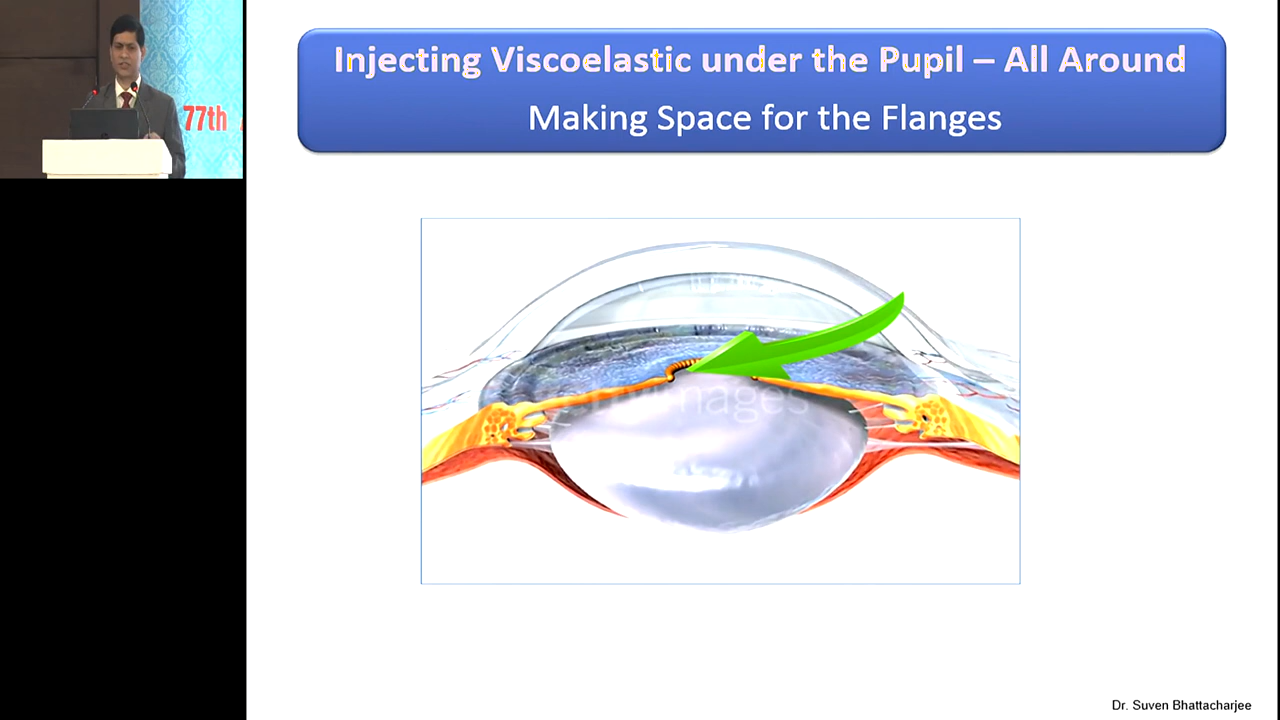 77th
Injecting Viscoelastic under the Pupil – All Around
Making Space for the Flanges
Dr. Suven Bhattacharjee